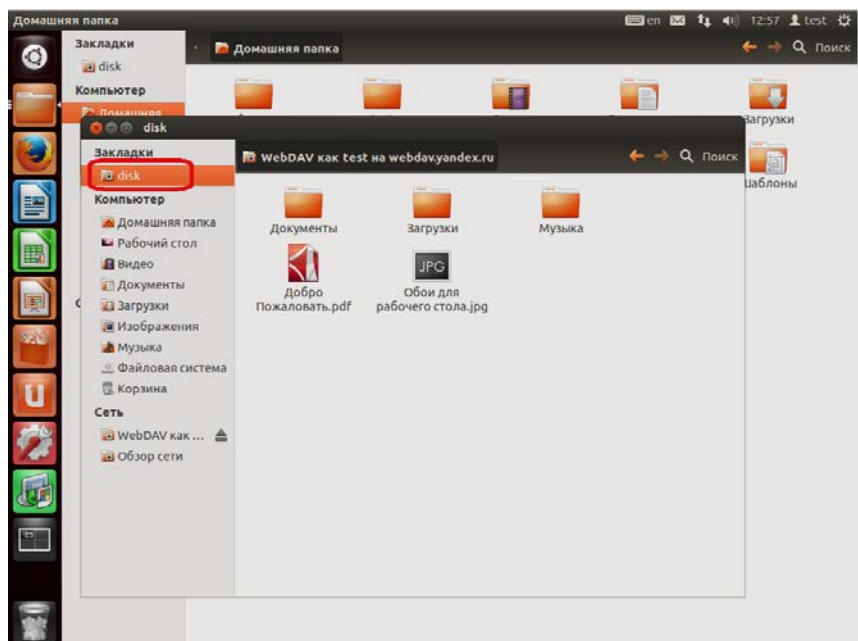 Домашняя папка
en
12:57
test
Закладки
disk
Компьютер
Домашняя
Домашняя папка
Поиск
Загрузки
Шаблоны
disk
Закладки
disk
Компьютер
Домашняя папка
Рабочий стол
Видео
Документы
Загрузки
Изображения
Музыка
Файловая система
Корзина
Сеть
WebDAV как ...
Обзор сети
WebDAV как test на webdav.yandex.ru
Поиск
Документы
Загрузки
Музыка
Добро
Пожаловать.pdf
JPG
Обои для
рабочего стола.jpg